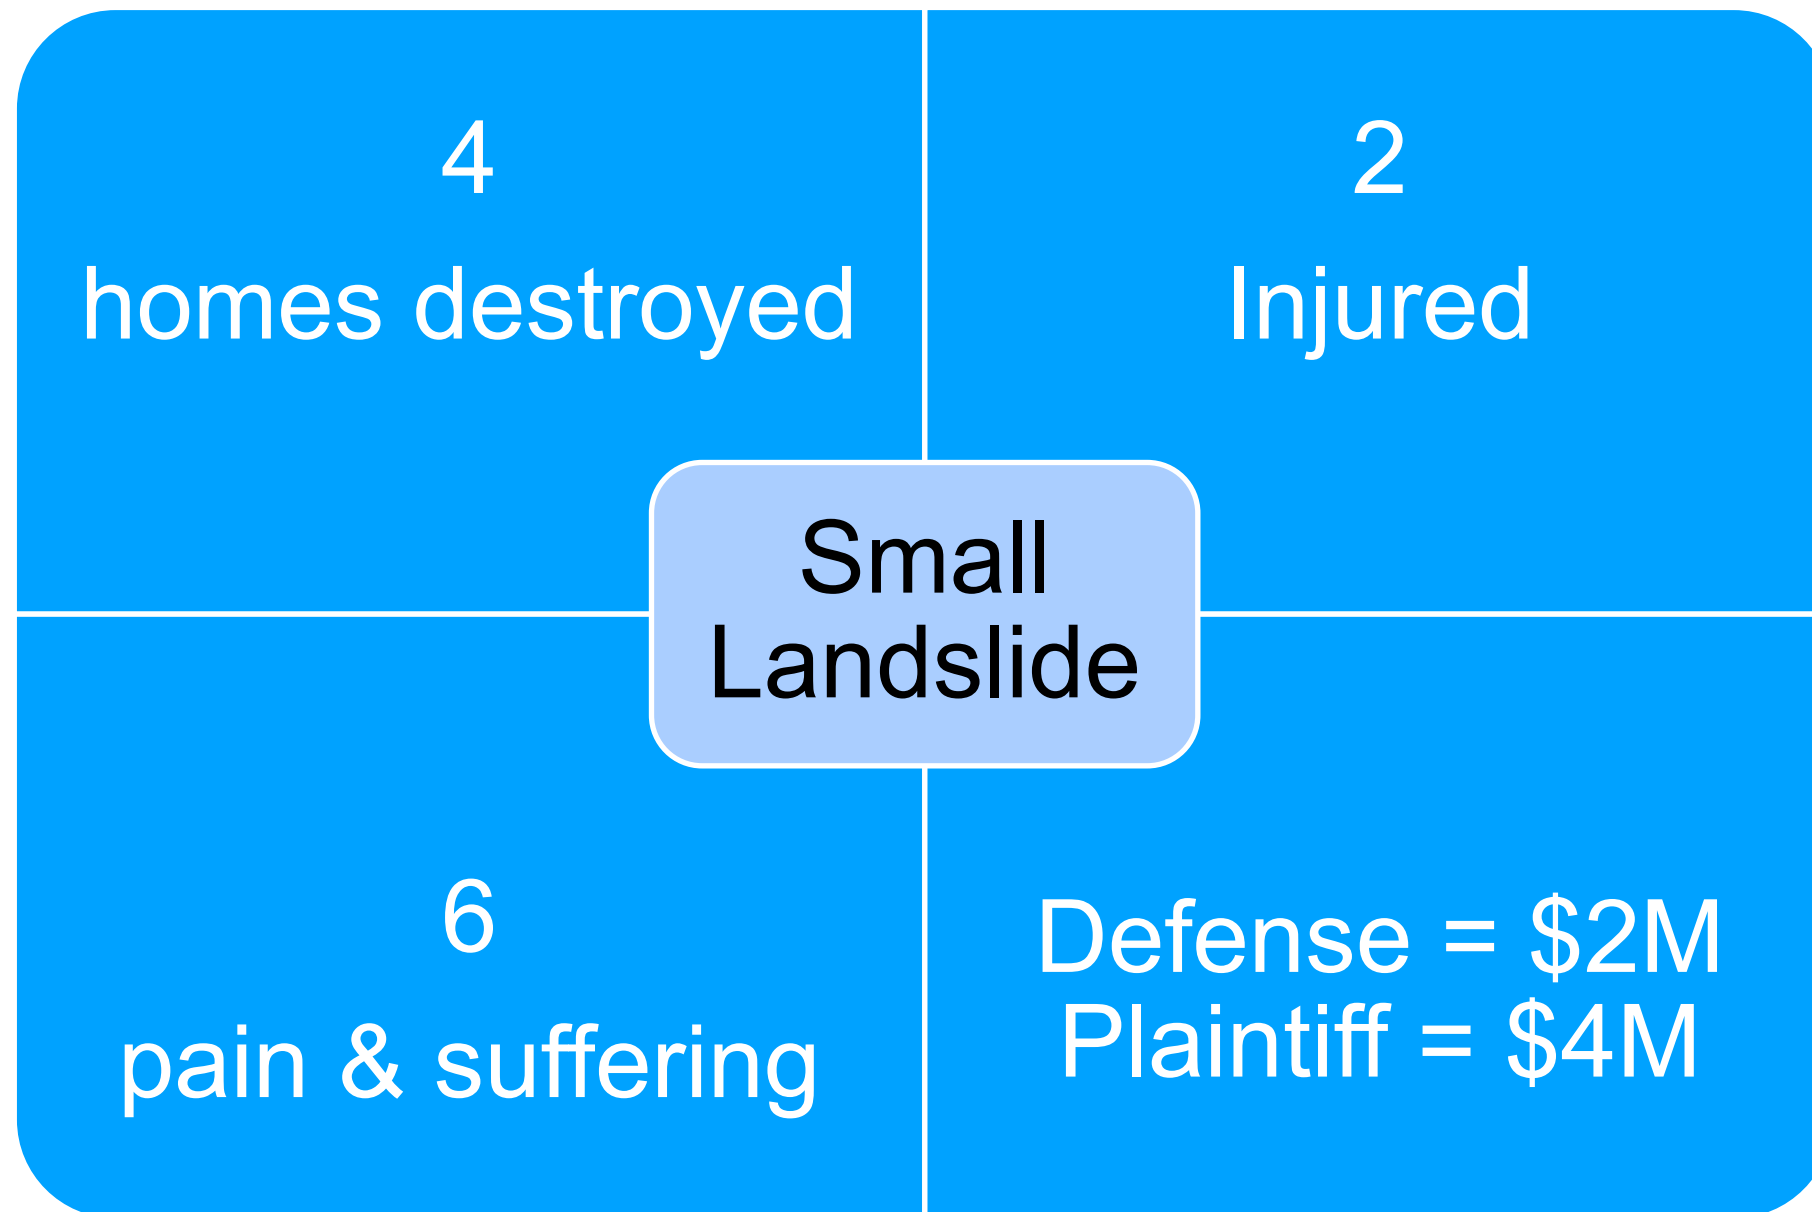 4
homes destroyed
2
Injured
Small
Landslide
6
pain & suffering
Defense = $2M
Plaintiff = $4M